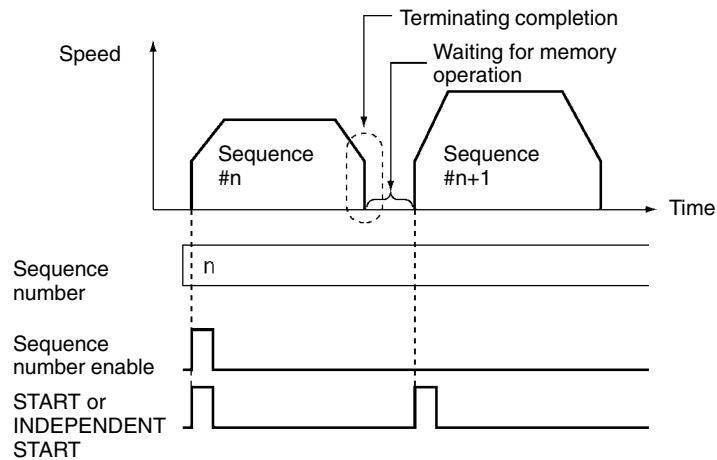 Terminating completion
Speed
Waiting for memory
operation
Sequence
#n
Sequence
#n+1
Time
Sequence
number
n
Sequence
number enable
START or
INDEPENDENT
START